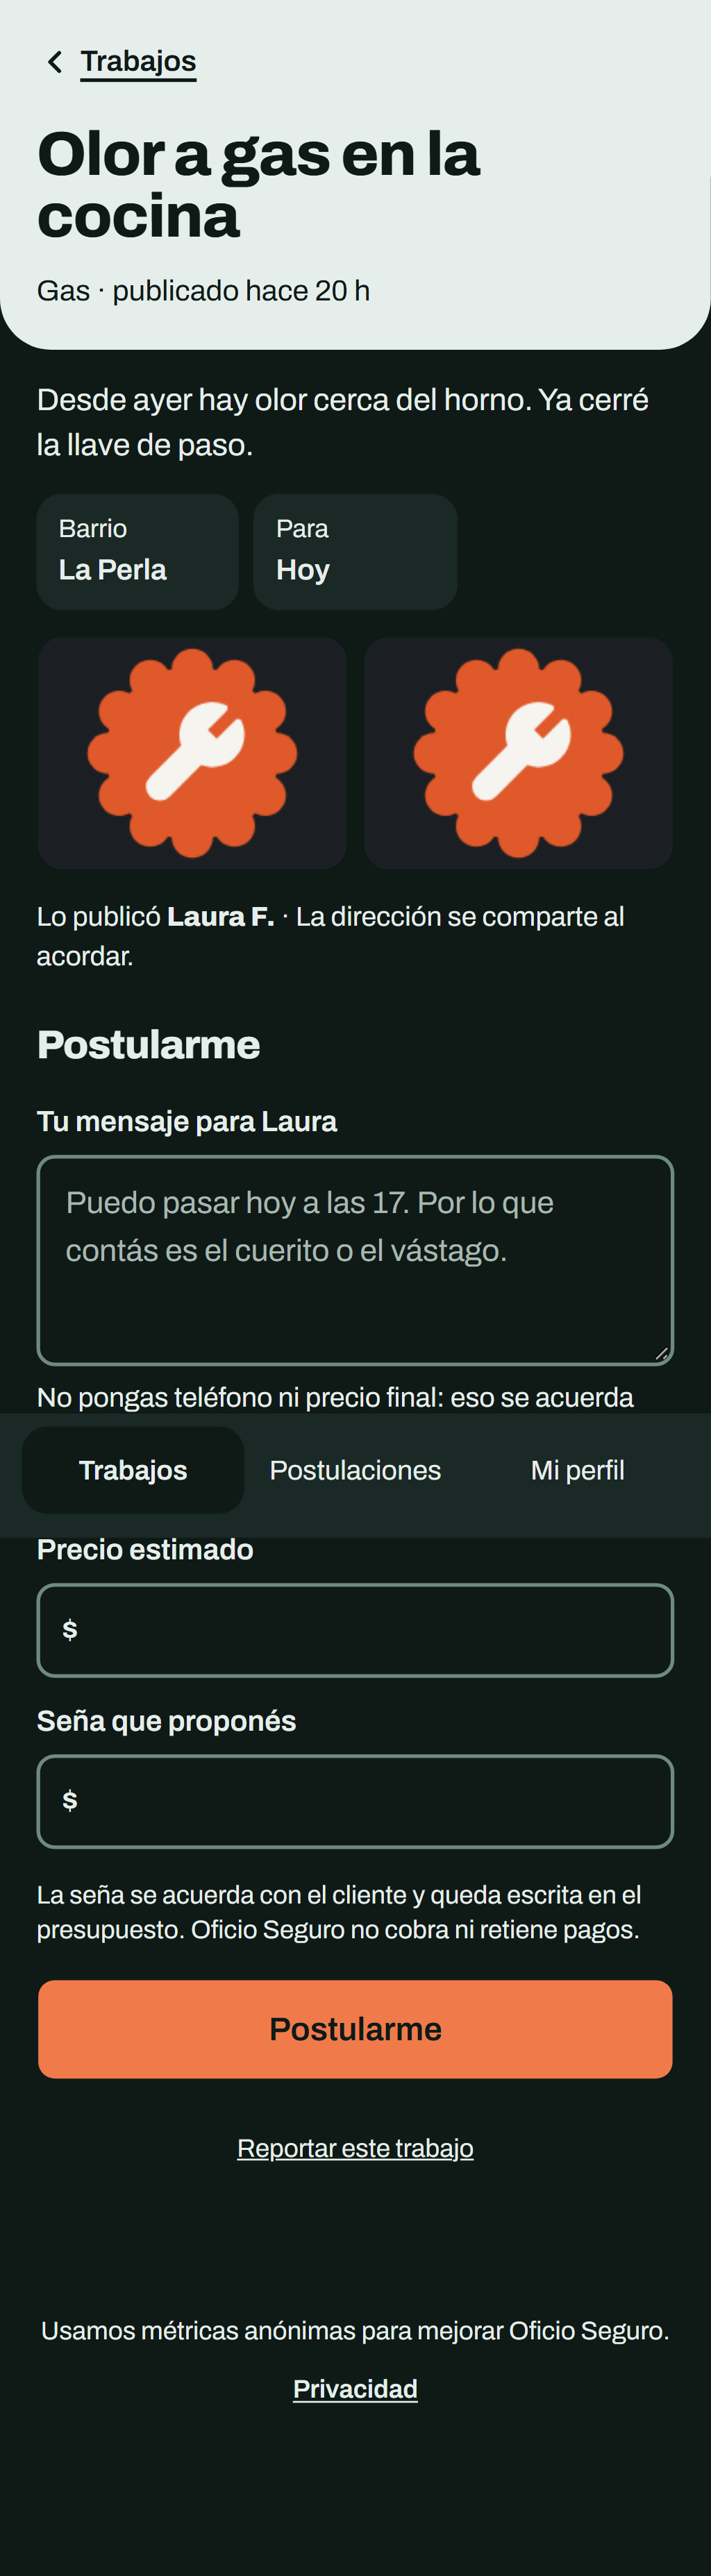 Trabajos
Olor a gas en la
cocina
Gas · publicado hace 20 h
Desde ayer hay olor cerca del horno. Ya cerré
la llave de paso.
Barrio
La Perla
Para
Hoy
Lo publicó Laura F. · La dirección se comparte al
acordar.
Postularme
Tu mensaje para Laura
Puedo pasar hoy a las 17. Por lo que
contás es el cuerito o el vástago.
No pongas teléfono ni precio final: eso se acuerda
Trabajos
Postulaciones
Mi perfil
Precio estimado
$
Seña que proponés
$
La seña se acuerda con el cliente y queda escrita en el
presupuesto. Oficio Seguro no cobra ni retiene pagos.
Postularme
Reportar este trabajo
Usamos métricas anónimas para mejorar Oficio Seguro.
Privacidad